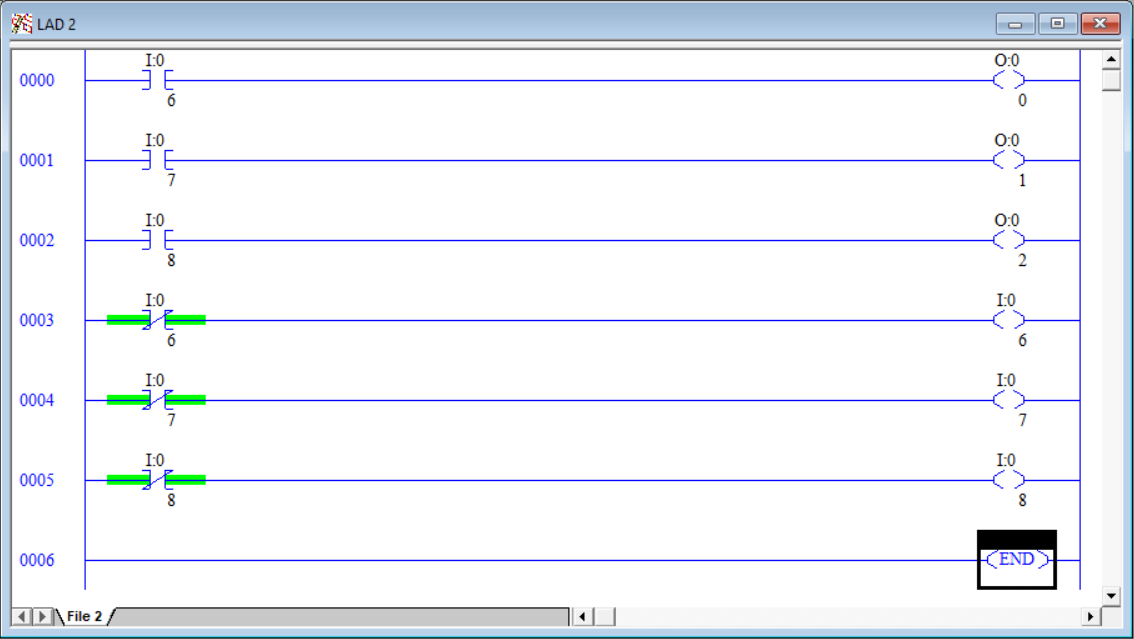 LAD 2
I:0 O:0
0000
6 0
I:0 O:0
0001
7 1
I:0 O:0
0002
8 2
I:0 I:0
0003
6 6
I:0 I:0
0004
7 7
I:0 I:0
0005
8 8
0006 END
File 2